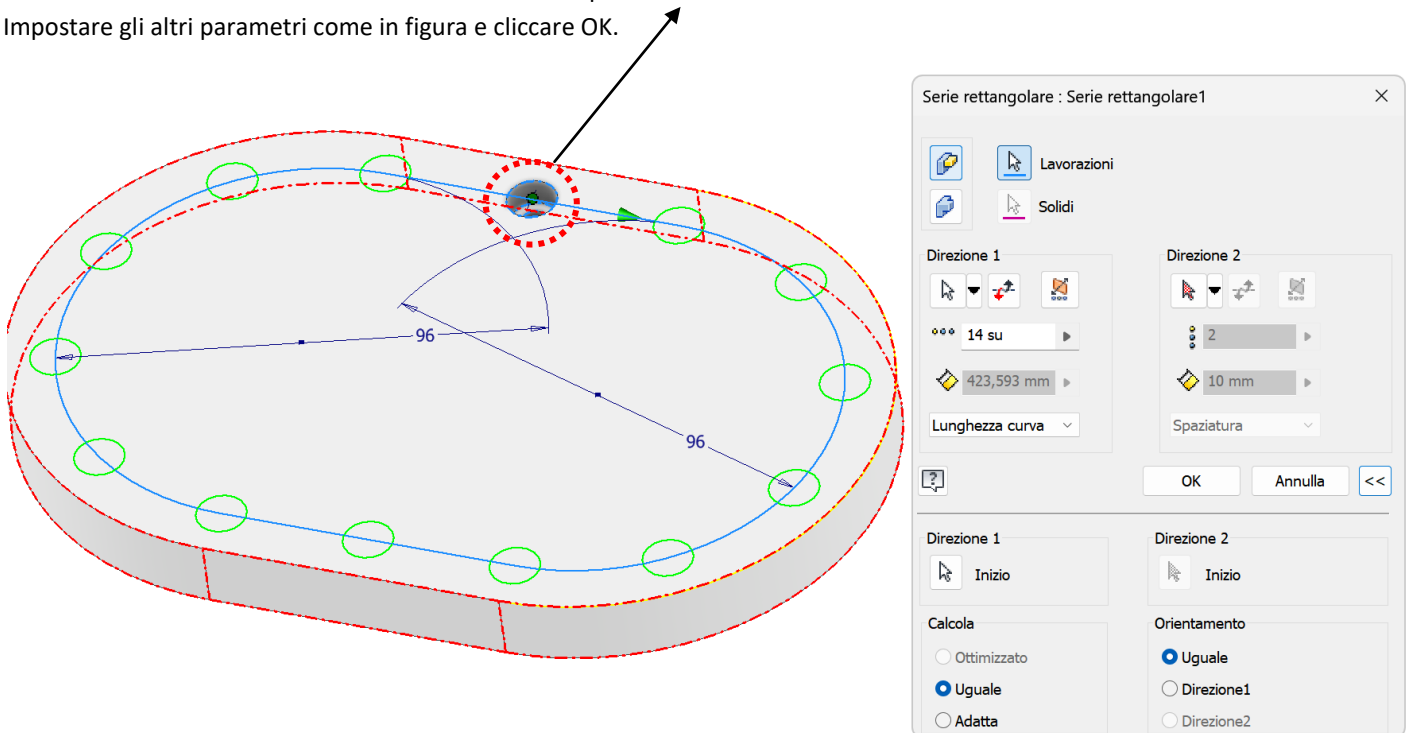 Impostare gli altri parametri come in figura e cliccare OK.
96
96
Serie rettangolare : Serie rettangolare1
Lavorazioni
Solidi
Direzione 1
Direzione 2
14 su
2
423,593 mm
10 mm
Lunghezza curva
Spaziatura
?
OK
Annulla
<<
Direzione 1
Direzione 2
Inizio
Inizio
Calcola
Orientamento
Ottimizzato
Uguale
Uguale
Direzione1
Adatta
Direzione2